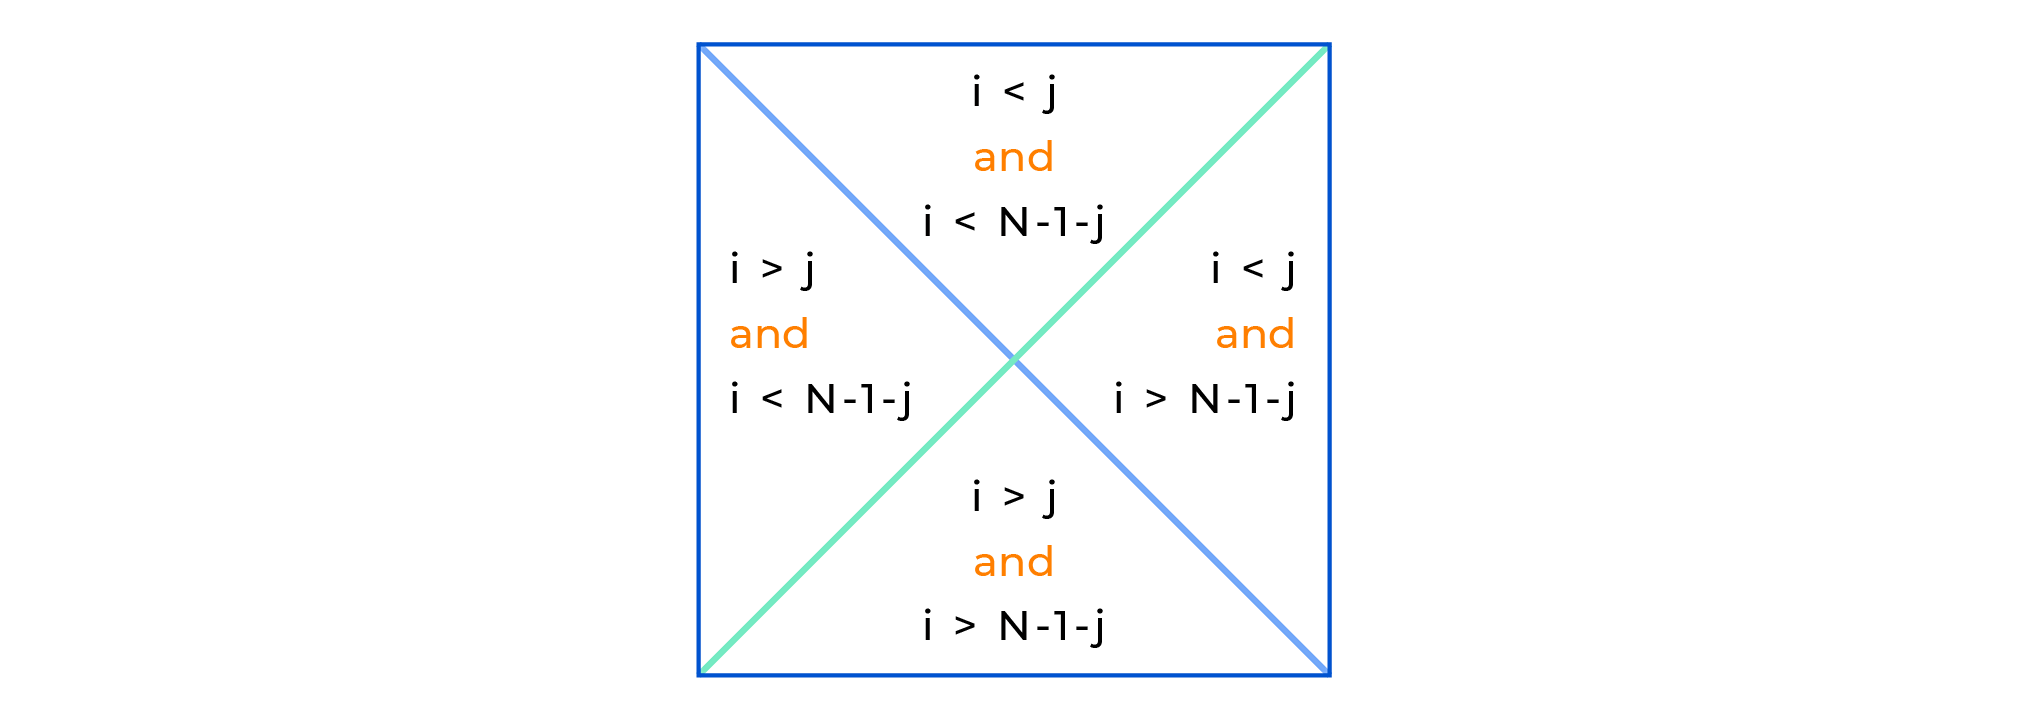 i < j
and
i < N-1-j
i > j
and
i < N-1-j
i < j
and
i > N-1-j
i > j
and
i > N-1-j